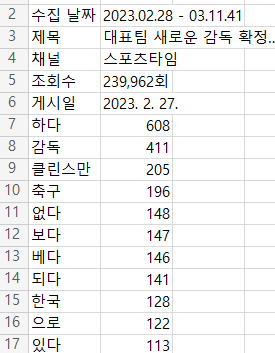 2 수집 날짜 2023.02.28 - 03.11.41
3 제목 대표팀 새로운 감독 확정..
4 채널 스포츠타임
5 조회수 239,962회
6 게시일 2023. 2. 27.
7 하다 608
8 감독 411
9 클린스만 205
10 축구 196
11 없다 148
12 보다 147
13 베다 146
14 되다 141
15 한국 128
16 으로 122
17 있다 113